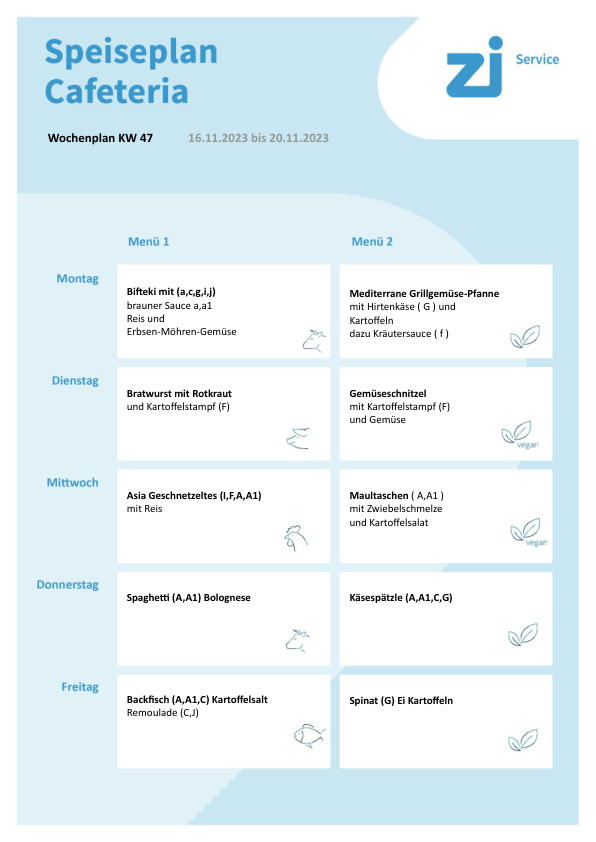 Speiseplan
Cafeteria
zi Service
Wochenplan KW 47 16.11.2023 bis 20.11.2023
Menü 1 Menü 2
Montag
Bifteki mit (a,c,g,i,j)
brauner Sauce a,a1
Reis und
Erbsen-Möhren-Gemüse
Mediterrane Grillgemüse-Pfanne
mit Hirtenkäse ( G ) und
Kartoffeln
dazu Kräutersauce ( f )
Dienstag
Bratwurst mit Rotkraut
und Kartoffelstampf (F)
Gemüseschnitzel
mit Kartoffelstampf (F)
und Gemüse
vegan
Mittwoch
Asia Geschnetzeltes (I,F,A,A1)
mit Reis
Maultaschen ( A,A1 )
mit Zwiebelschmelze
und Kartoffelsalat
vegan
Donnerstag
Spaghetti (A,A1) Bolognese
Käsespätzle (A,A1,C,G)
Freitag
Backfisch (A,A1,C) Kartoffelsalt
Remoulade (C,J)
Spinat (G) Ei Kartoffeln